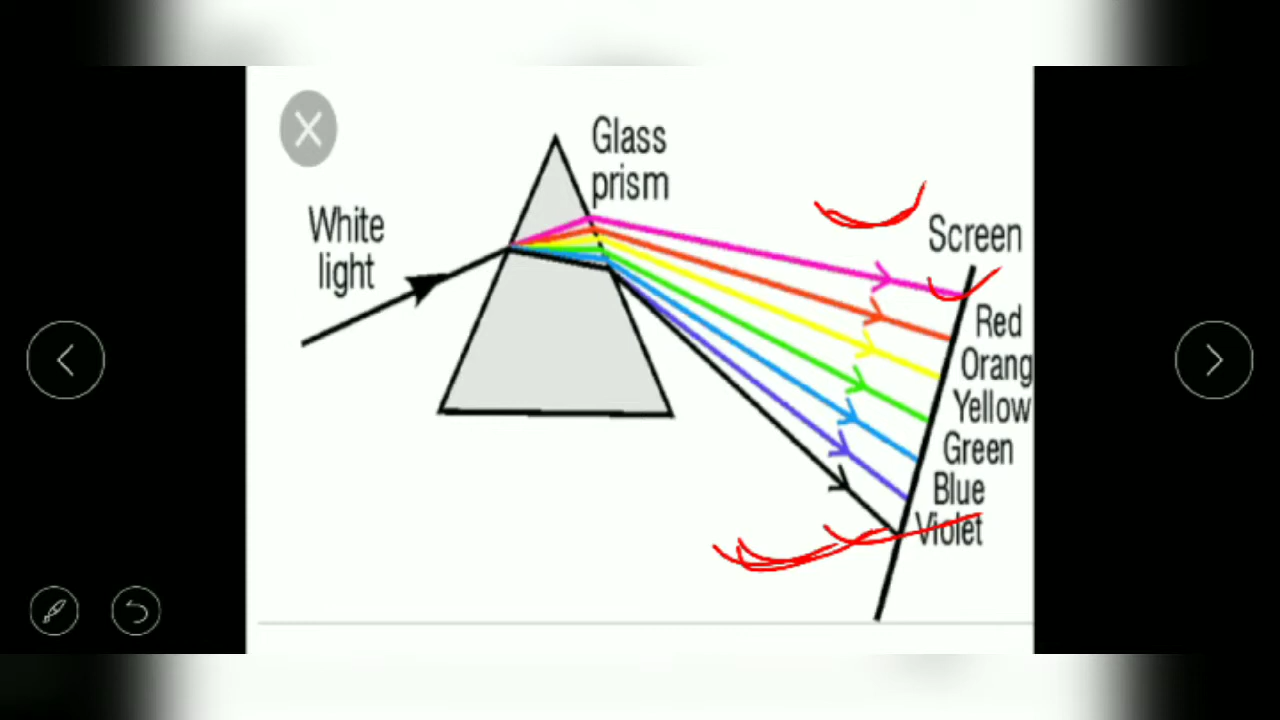 Glass
prism
White
light
Screen
Red
Orang
Yellow
Green
Blue
Violet